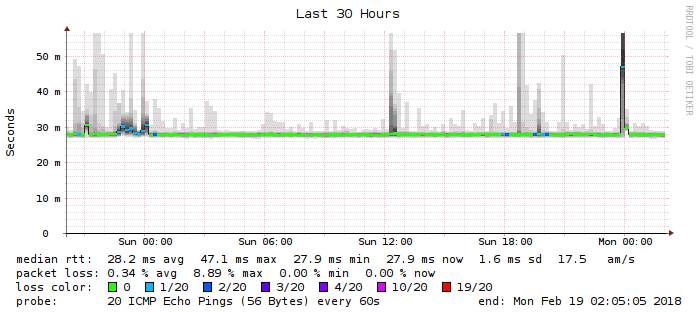 Last 30 Hours
RRDTOOL / TOBI OETIKER
Seconds
50 m
40 m
30 m
20 m
10 m
0
Sun 00:00 Sun 06:00 Sun 12:00 Sun 18:00 Mon 00:00
median rtt: 28.2 ms avg 47.1 ms max 27.9 ms min 27.9 ms now 1.6 ms sd 17.5 am/s
packet loss: 0.34 % avg 8.89 % max 0.00 % min 0.00 % now
loss color: 0 1/20 2/20 3/20 4/20 10/20 19/20
probe: 20 ICMP Echo Pings (56 Bytes) every 60s end: Mon Feb 19 02:05:05 2018